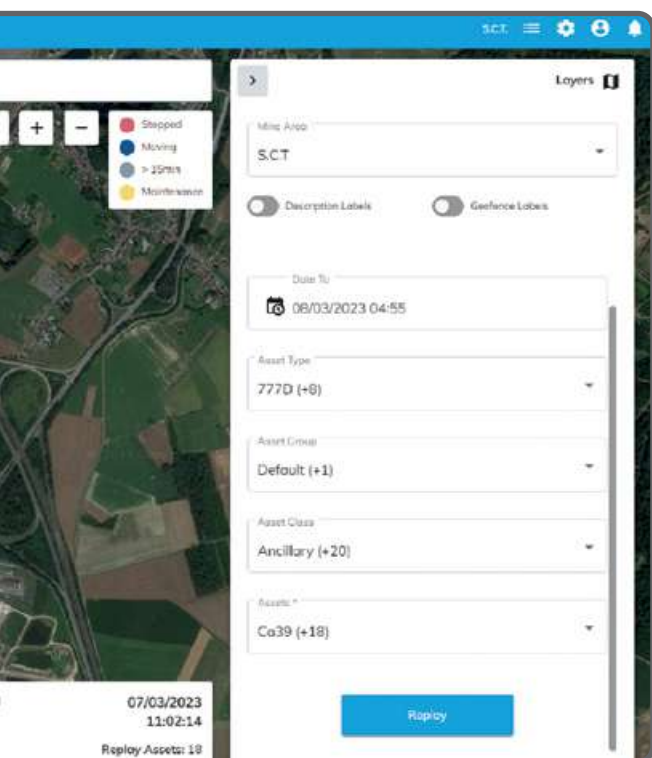 S.C.T.
Layers
+ -
Stopped
Moving
> 15min
Maintenance
Mine Area
S.C.T
Description Labels
Geofence Labels
Date To
08/03/2023 04:55
Asset Type
777D (+8)
Asset Group
Default (+1)
Asset Class
Ancillary (+20)
Assets *
Ca39 (+18)
Replay
07/03/2023
11:02:14
Replay Assets: 18